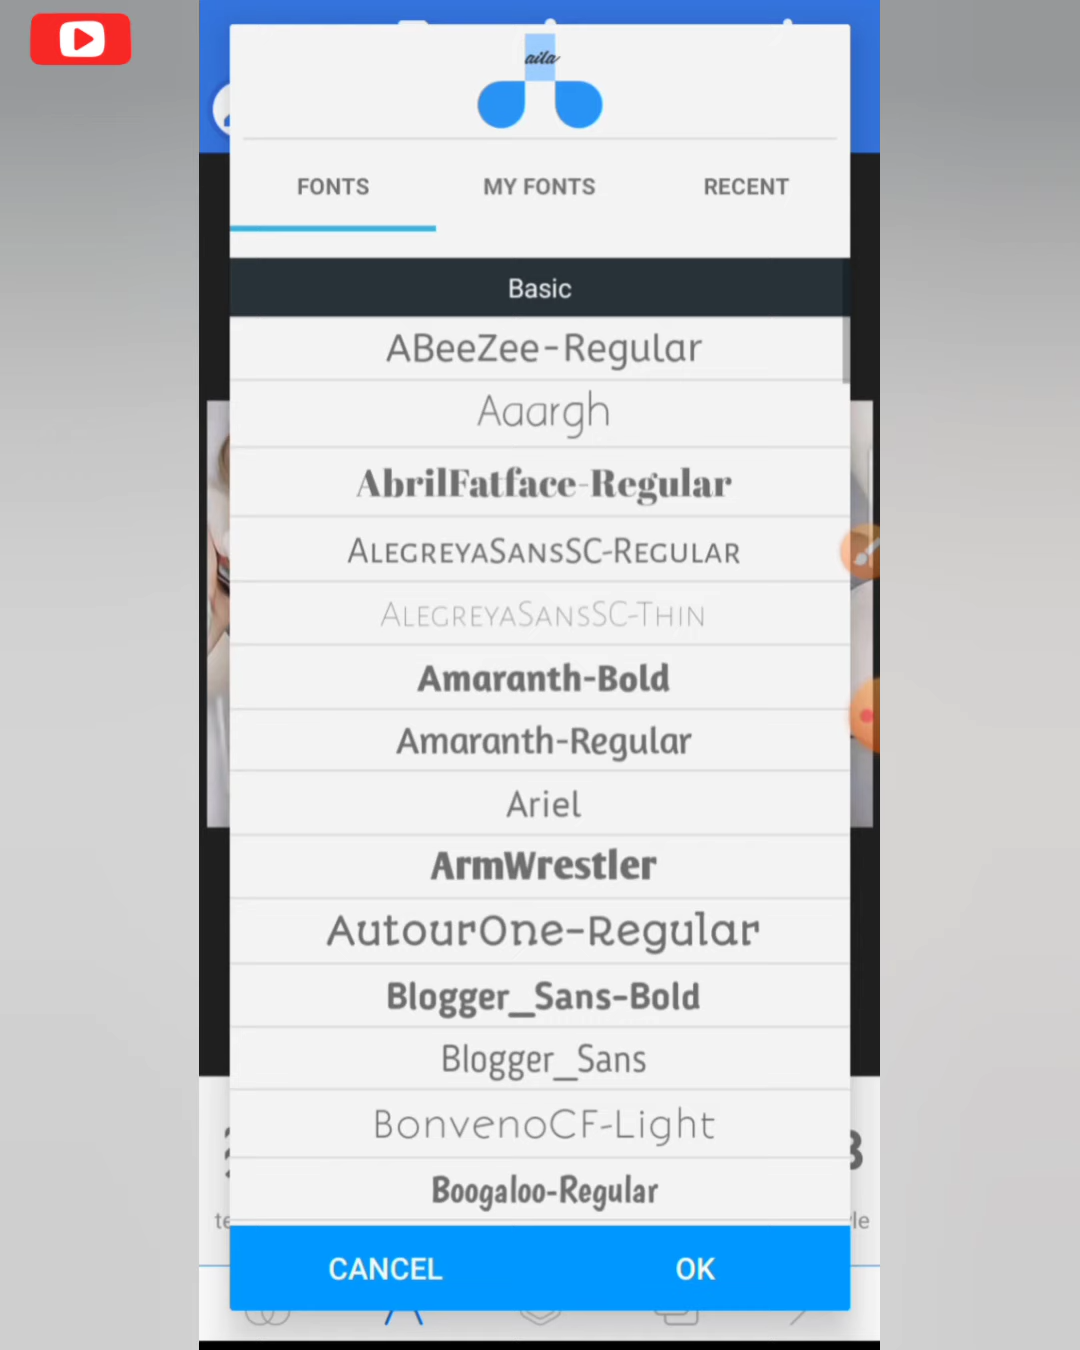 aila
FONTS MY FONTS RECENT
Basic
ABeeZee-Regular
Aaargh
AbrilFatface-Regular
AlegreyaSansSC-Regular
AlegreyaSansSC-Thin
Amaranth-Bold
Amaranth-Regular
Ariel
ArmWrestler
AutourOne-Regular
Blogger_Sans-Bold
Blogger_Sans
BonvenoCF-Light
Boogaloo-Regular
CANCEL OK